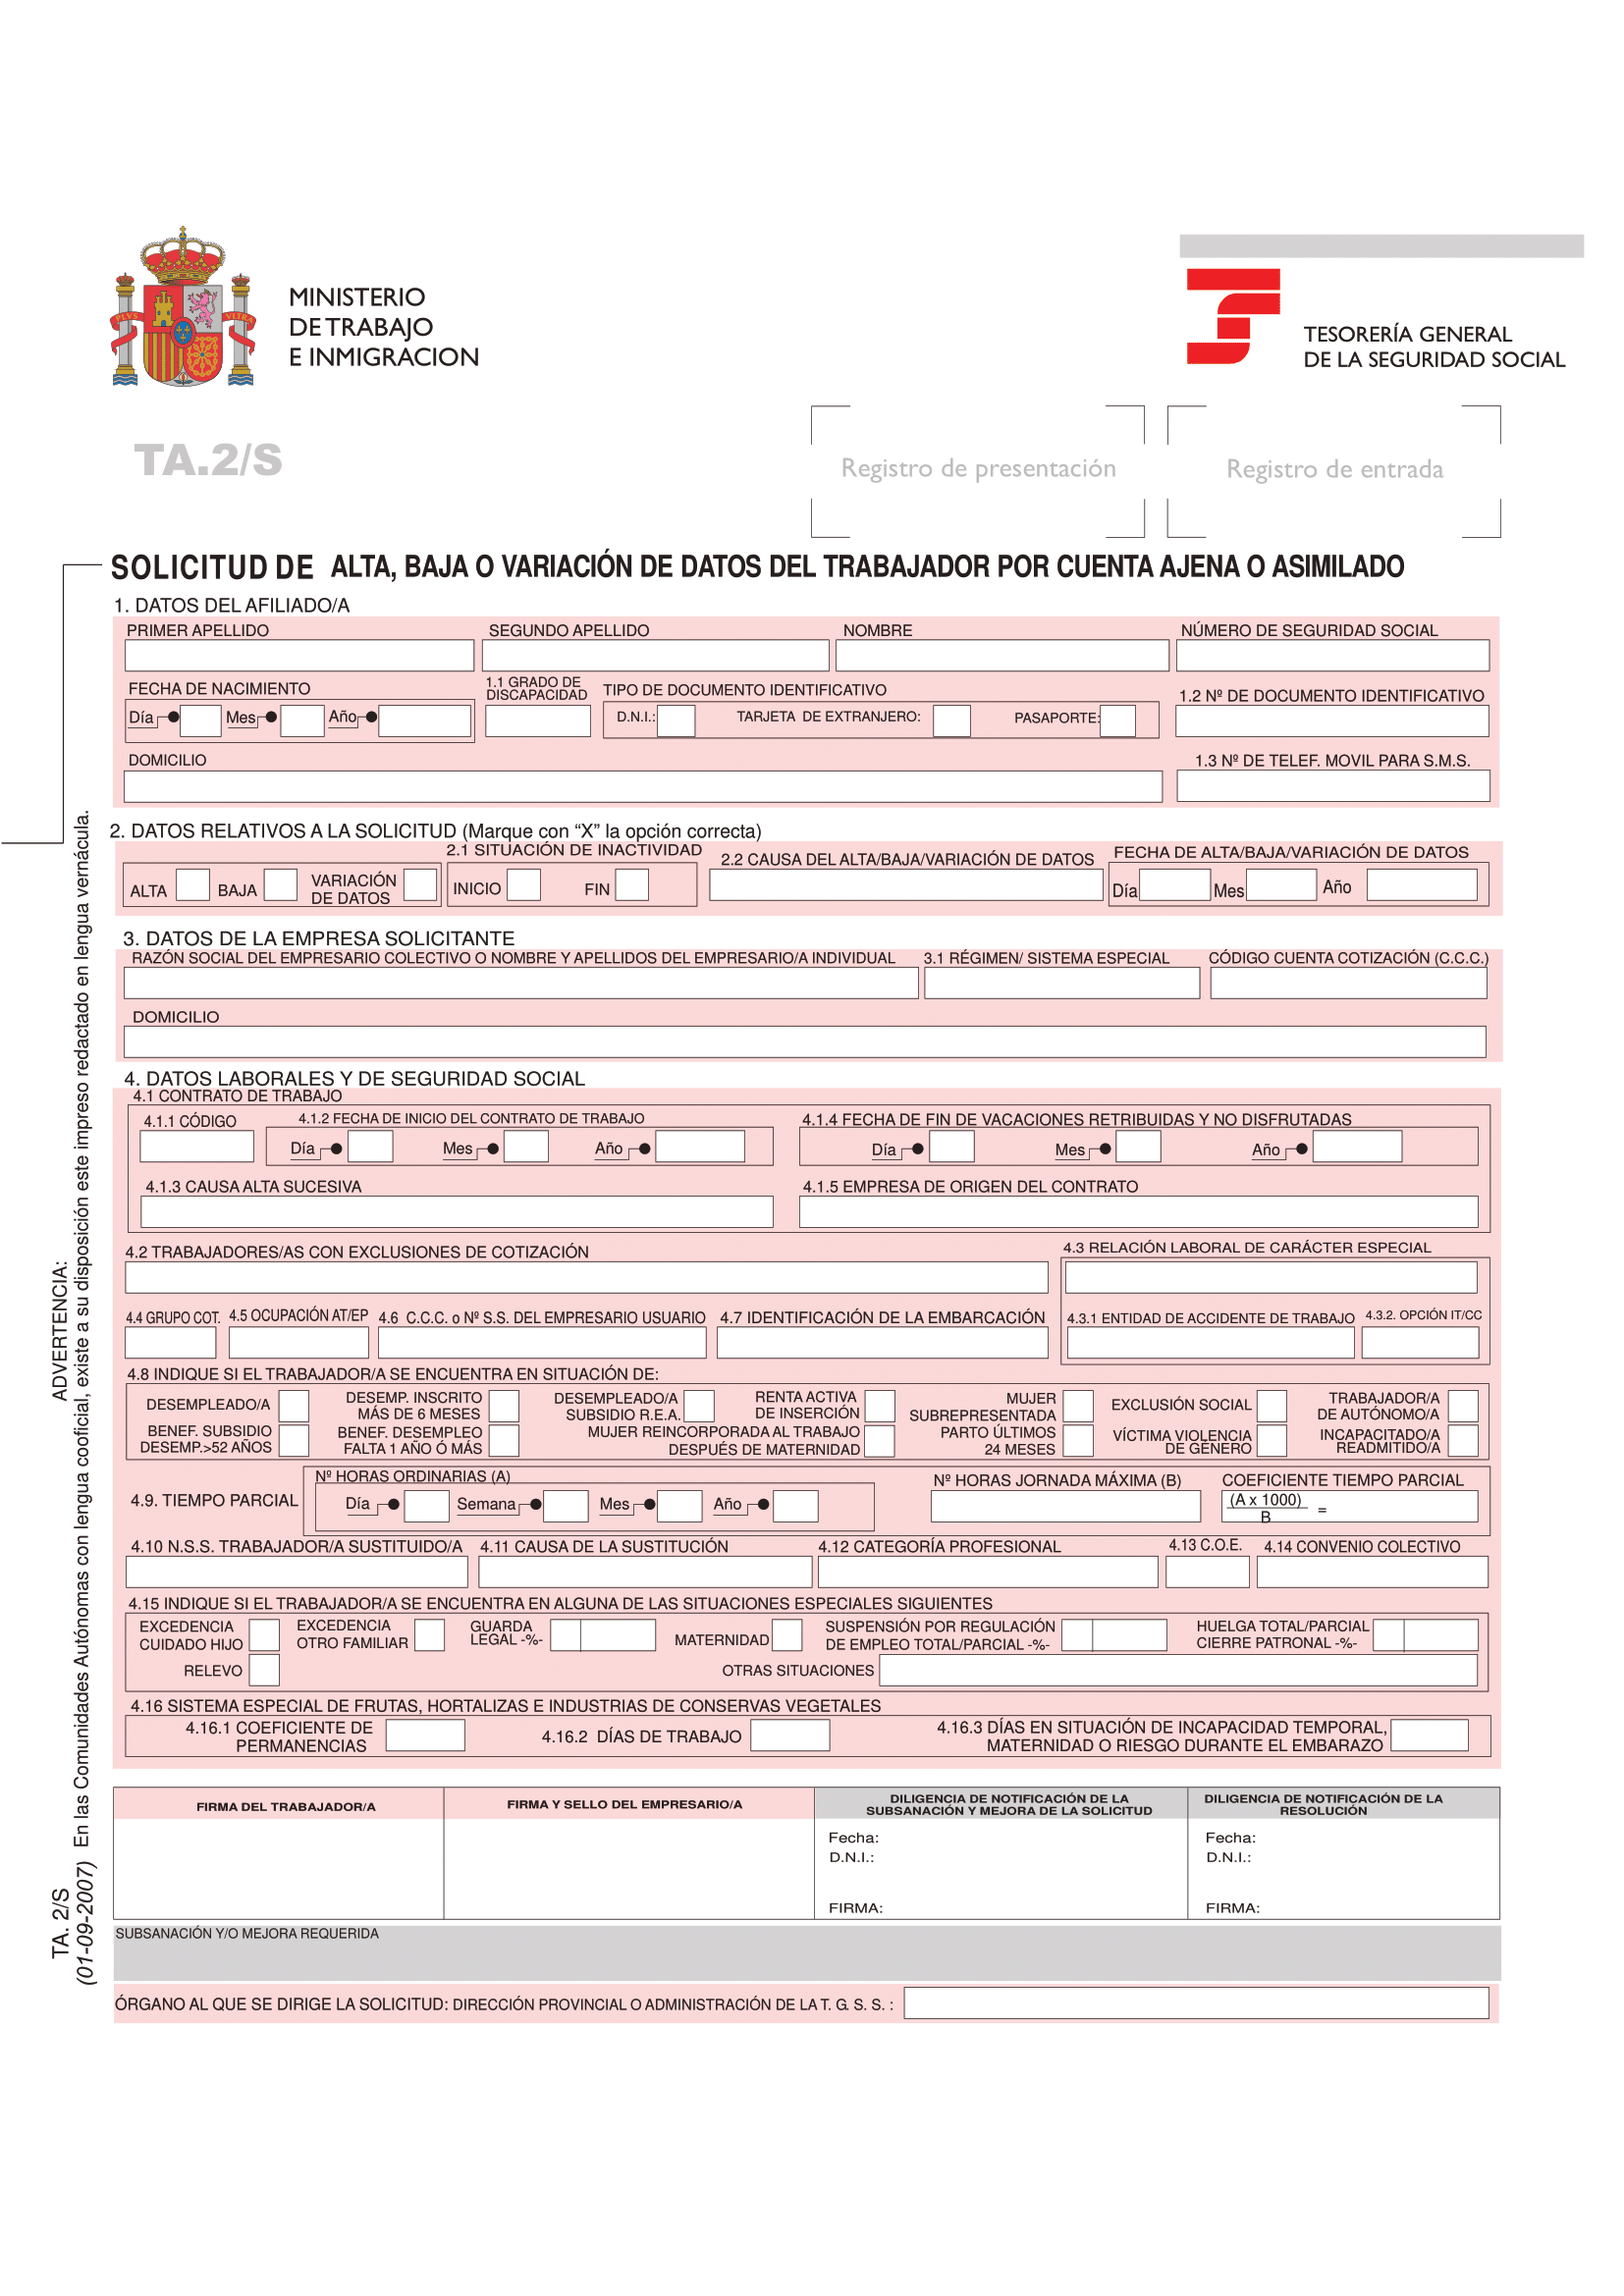 PLVS VLTRA
MINISTERIO
DE TRABAJO
E INMIGRACION
TESORERÍA GENERAL
DE LA SEGURIDAD SOCIAL
TA.2/S
Registro de presentación
Registro de entrada
SOLICITUD DE ALTA, BAJA O VARIACIÓN DE DATOS DEL TRABAJADOR POR CUENTA AJENA O ASIMILADO
1. DATOS DEL AFILIADO/A
PRIMER APELLIDO SEGUNDO APELLIDO NOMBRE NÚMERO DE SEGURIDAD SOCIAL
FECHA DE NACIMIENTO
1.1 GRADO DE
DISCAPACIDAD
TIPO DE DOCUMENTO IDENTIFICATIVO
1.2 Nº DE DOCUMENTO IDENTIFICATIVO
Día Mes Año
D.N.I.: TARJETA DE EXTRANJERO: PASAPORTE:
DOMICILIO
1.3 Nº DE TELEF. MOVIL PARA S.M.S.
2. DATOS RELATIVOS A LA SOLICITUD (Marque con “X” la opción correcta)
2.1 SITUACIÓN DE INACTIVIDAD
2.2 CAUSA DEL ALTA/BAJA/VARIACIÓN DE DATOS
FECHA DE ALTA/BAJA/VARIACIÓN DE DATOS
ALTA BAJA
VARIACIÓN
DE DATOS
INICIO FIN
Día Mes Año
3. DATOS DE LA EMPRESA SOLICITANTE
RAZÓN SOCIAL DEL EMPRESARIO COLECTIVO O NOMBRE Y APELLIDOS DEL EMPRESARIO/A INDIVIDUAL 3.1 RÉGIMEN/ SISTEMA ESPECIAL CÓDIGO CUENTA COTIZACIÓN (C.C.C.)
DOMICILIO
4. DATOS LABORALES Y DE SEGURIDAD SOCIAL
4.1 CONTRATO DE TRABAJO
4.1.1 CÓDIGO 4.1.2 FECHA DE INICIO DEL CONTRATO DE TRABAJO 4.1.4 FECHA DE FIN DE VACACIONES RETRIBUIDAS Y NO DISFRUTADAS
Día Mes Año Día Mes Año
4.1.3 CAUSA ALTA SUCESIVA 4.1.5 EMPRESA DE ORIGEN DEL CONTRATO
4.2 TRABAJADORES/AS CON EXCLUSIONES DE COTIZACIÓN 4.3 RELACIÓN LABORAL DE CARÁCTER ESPECIAL
4.4 GRUPO COT. 4.5 OCUPACIÓN AT/EP 4.6 C.C.C. o Nº S.S. DEL EMPRESARIO USUARIO 4.7 IDENTIFICACIÓN DE LA EMBARCACIÓN 4.3.1 ENTIDAD DE ACCIDENTE DE TRABAJO 4.3.2. OPCIÓN IT/CC
4.8 INDIQUE SI EL TRABAJADOR/A SE ENCUENTRA EN SITUACIÓN DE:
DESEMPLEADO/A
DESEMP. INSCRITO
MÁS DE 6 MESES
DESEMPLEADO/A
SUBSIDIO R.E.A.
RENTA ACTIVA
DE INSERCIÓN
MUJER
SUBREPRESENTADA
EXCLUSIÓN SOCIAL
TRABAJADOR/A
DE AUTÓNOMO/A
BENEF. SUBSIDIO
DESEMP.>52 AÑOS
BENEF. DESEMPLEO
FALTA 1 AÑO Ó MÁS
MUJER REINCORPORADA AL TRABAJO
DESPUÉS DE MATERNIDAD
PARTO ÚLTIMOS
24 MESES
VÍCTIMA VIOLENCIA
DE GÉNERO
INCAPACITADO/A
READMITIDO/A
4.9. TIEMPO PARCIAL
Nº HORAS ORDINARIAS (A)
Día Semana Mes Año
Nº HORAS JORNADA MÁXIMA (B)
COEFICIENTE TIEMPO PARCIAL
(A x 1000)
B =
4.10 N.S.S. TRABAJADOR/A SUSTITUIDO/A 4.11 CAUSA DE LA SUSTITUCIÓN 4.12 CATEGORÍA PROFESIONAL 4.13 C.O.E. 4.14 CONVENIO COLECTIVO
4.15 INDIQUE SI EL TRABAJADOR/A SE ENCUENTRA EN ALGUNA DE LAS SITUACIONES ESPECIALES SIGUIENTES
EXCEDENCIA
CUIDADO HIJO
EXCEDENCIA
OTRO FAMILIAR
GUARDA
LEGAL -%-
MATERNIDAD
SUSPENSIÓN POR REGULACIÓN
DE EMPLEO TOTAL/PARCIAL -%-
HUELGA TOTAL/PARCIAL
CIERRE PATRONAL -%-
RELEVO
OTRAS SITUACIONES
4.16 SISTEMA ESPECIAL DE FRUTAS, HORTALIZAS E INDUSTRIAS DE CONSERVAS VEGETALES
4.16.1 COEFICIENTE DE
PERMANENCIAS
4.16.2 DÍAS DE TRABAJO
4.16.3 DÍAS EN SITUACIÓN DE INCAPACIDAD TEMPORAL,
MATERNIDAD O RIESGO DURANTE EL EMBARAZO
FIRMA DEL TRABAJADOR/A
FIRMA Y SELLO DEL EMPRESARIO/A
DILIGENCIA DE NOTIFICACIÓN DE LA
SUBSANACIÓN Y MEJORA DE LA SOLICITUD
Fecha:
D.N.I.:
FIRMA:
DILIGENCIA DE NOTIFICACIÓN DE LA
RESOLUCIÓN
Fecha:
D.N.I.:
FIRMA:
SUBSANACIÓN Y/O MEJORA REQUERIDA
ÓRGANO AL QUE SE DIRIGE LA SOLICITUD: DIRECCIÓN PROVINCIAL O ADMINISTRACIÓN DE LA T. G. S. S. :
ADVERTENCIA:
En las Comunidades Autónomas con lengua cooficial, existe a su disposición este impreso redactado en lengua vernácula.
TA. 2/S
(01-09-2007)